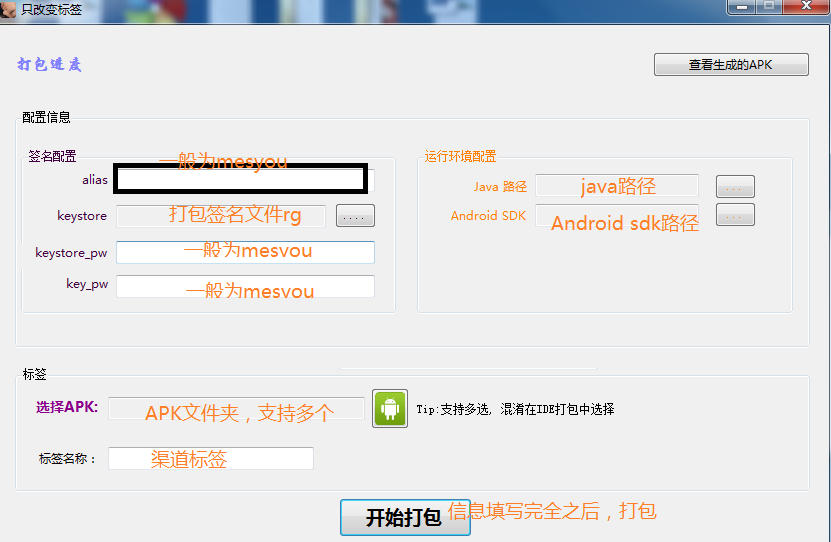 只改变标签
打包进度
查看生成的APK
配置信息
签名配置
一般为mesyou
alias
keystore
打包签名文件rg
....
keystore_pw
一般为mesvou
key_pw
一般为mesvou
运行环境配置
Java 路径
java路径
...
Android SDK
Android sdk路径
...
标签
选择APK:
APK文件夹，支持多个
Tip:支持多选, 混淆在IDE打包中选择
标签名称：
渠道标签
开始打包
信息填写完全之后，打包